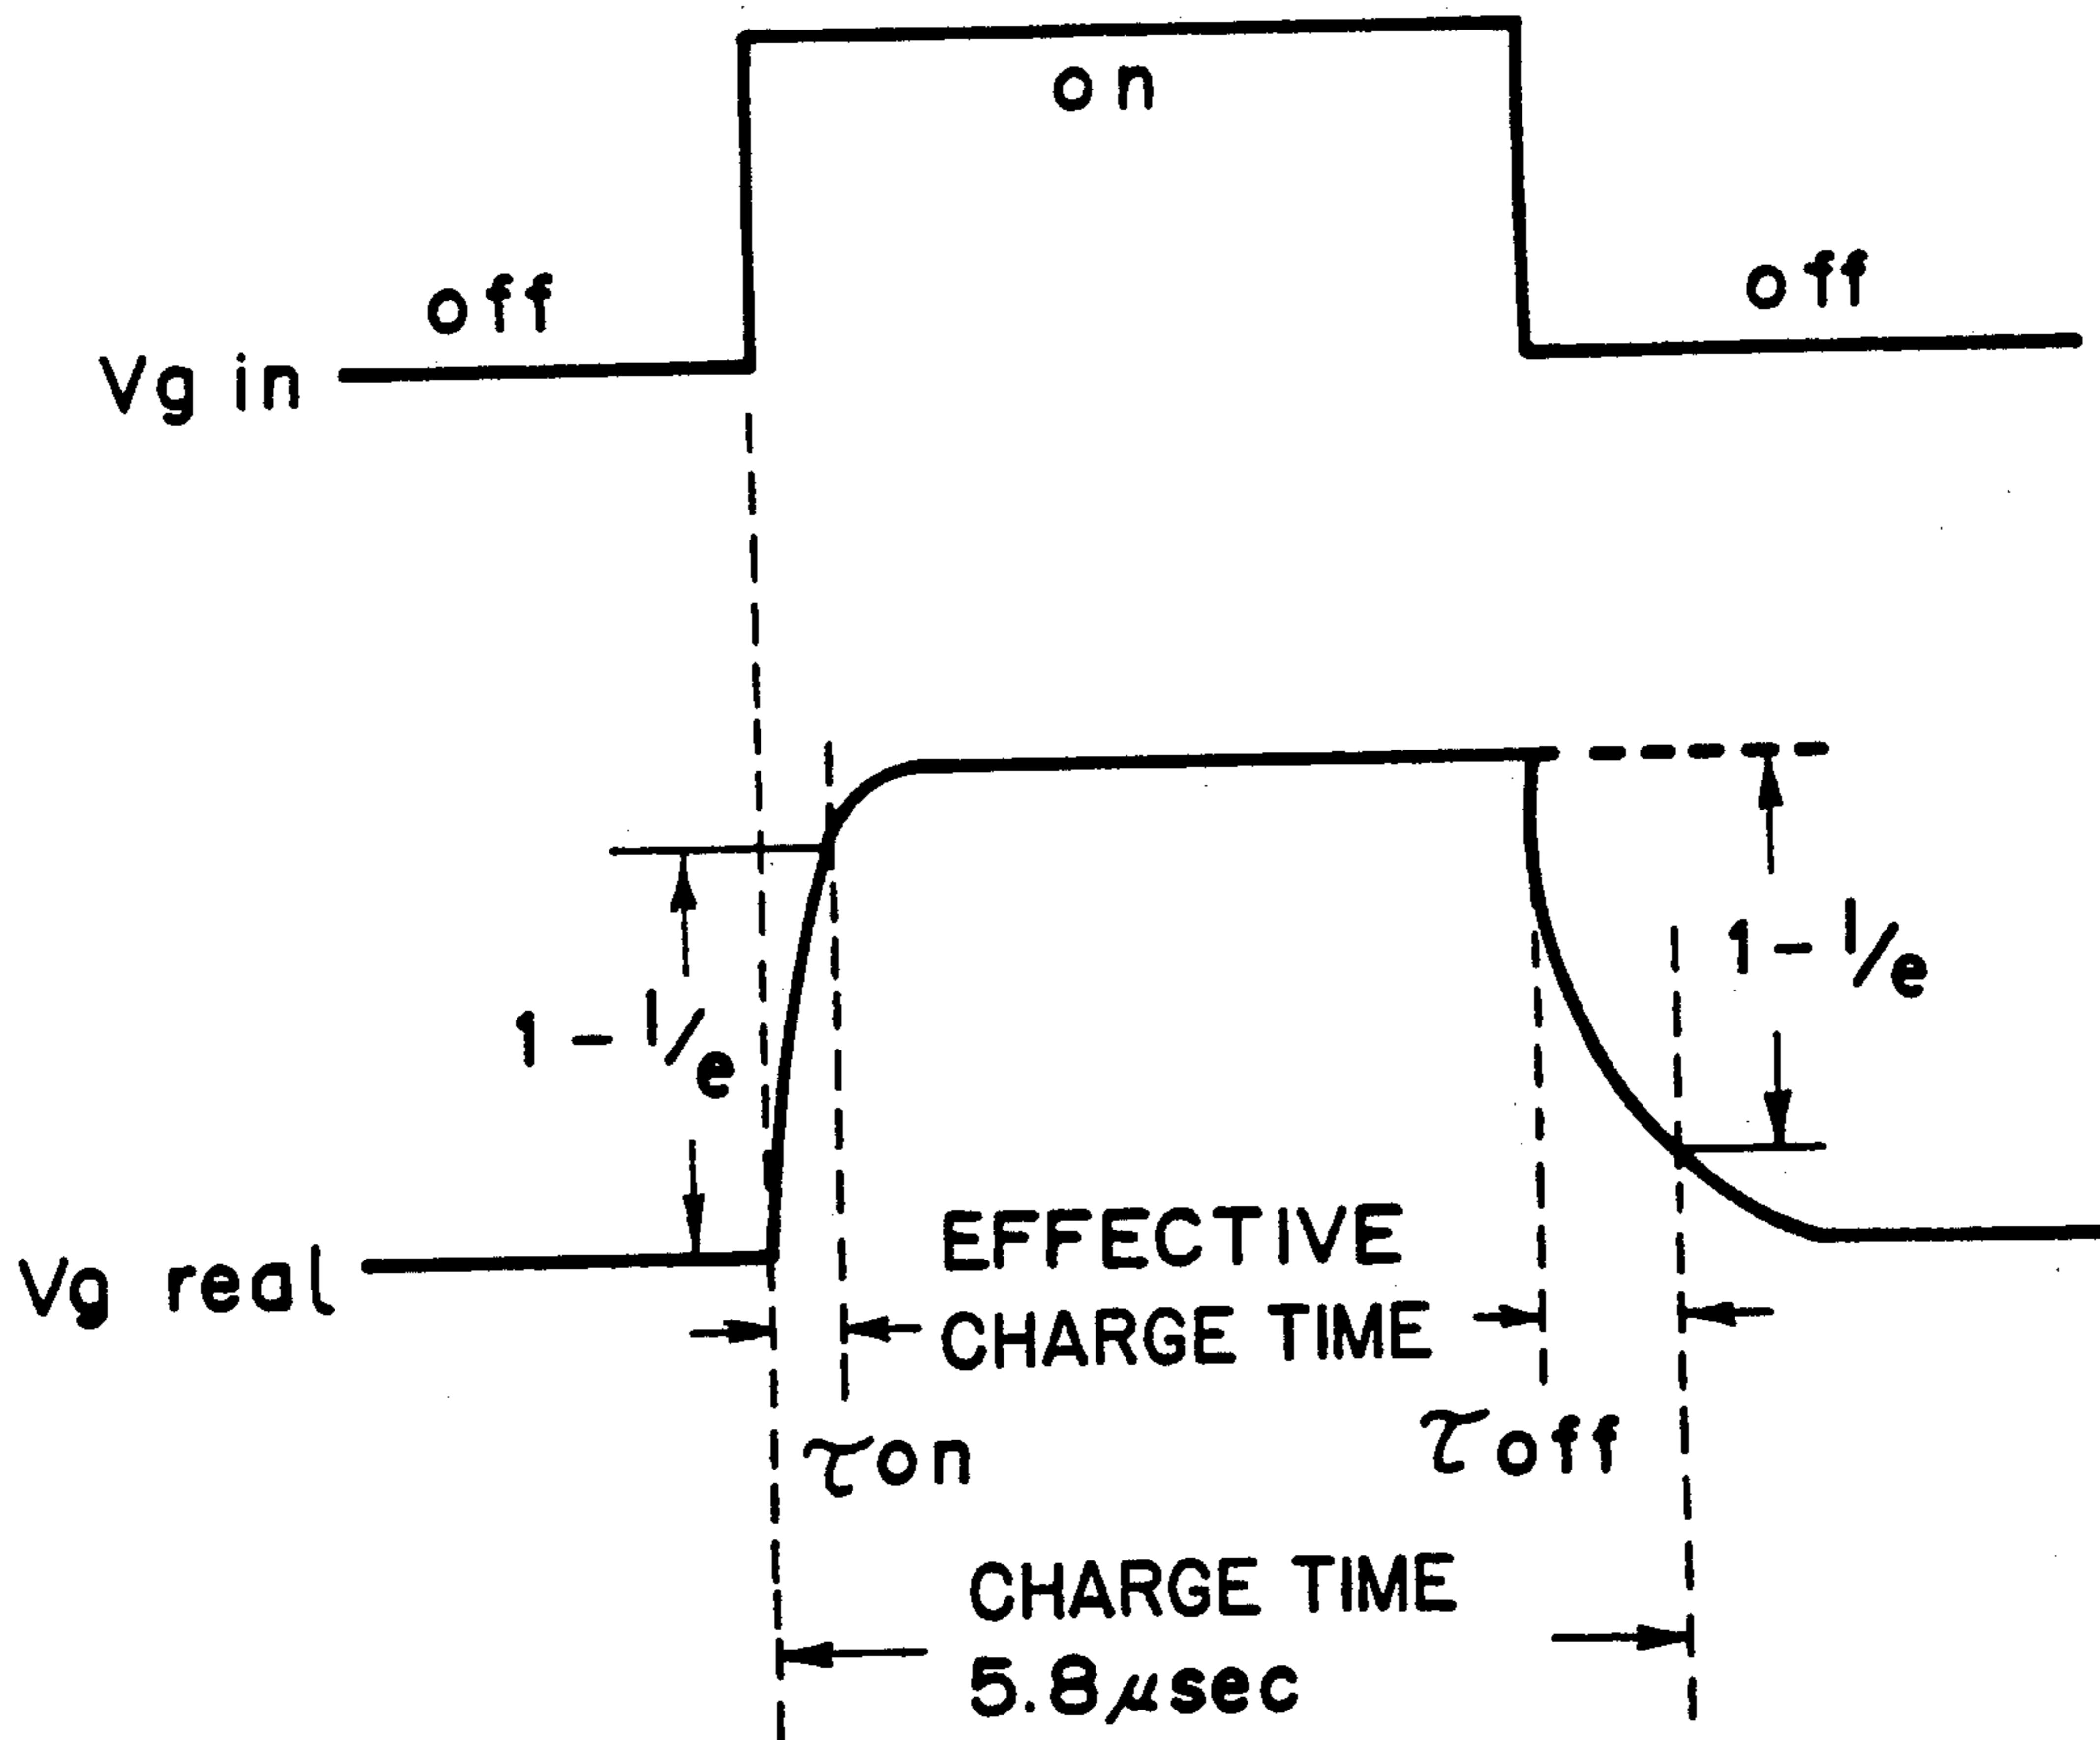 on
off
off
Vg in
1 - 1/e
1 - 1/e
Vg real
EFFECTIVE
CHARGE TIME
τon
τoff
CHARGE TIME
5.8μsec